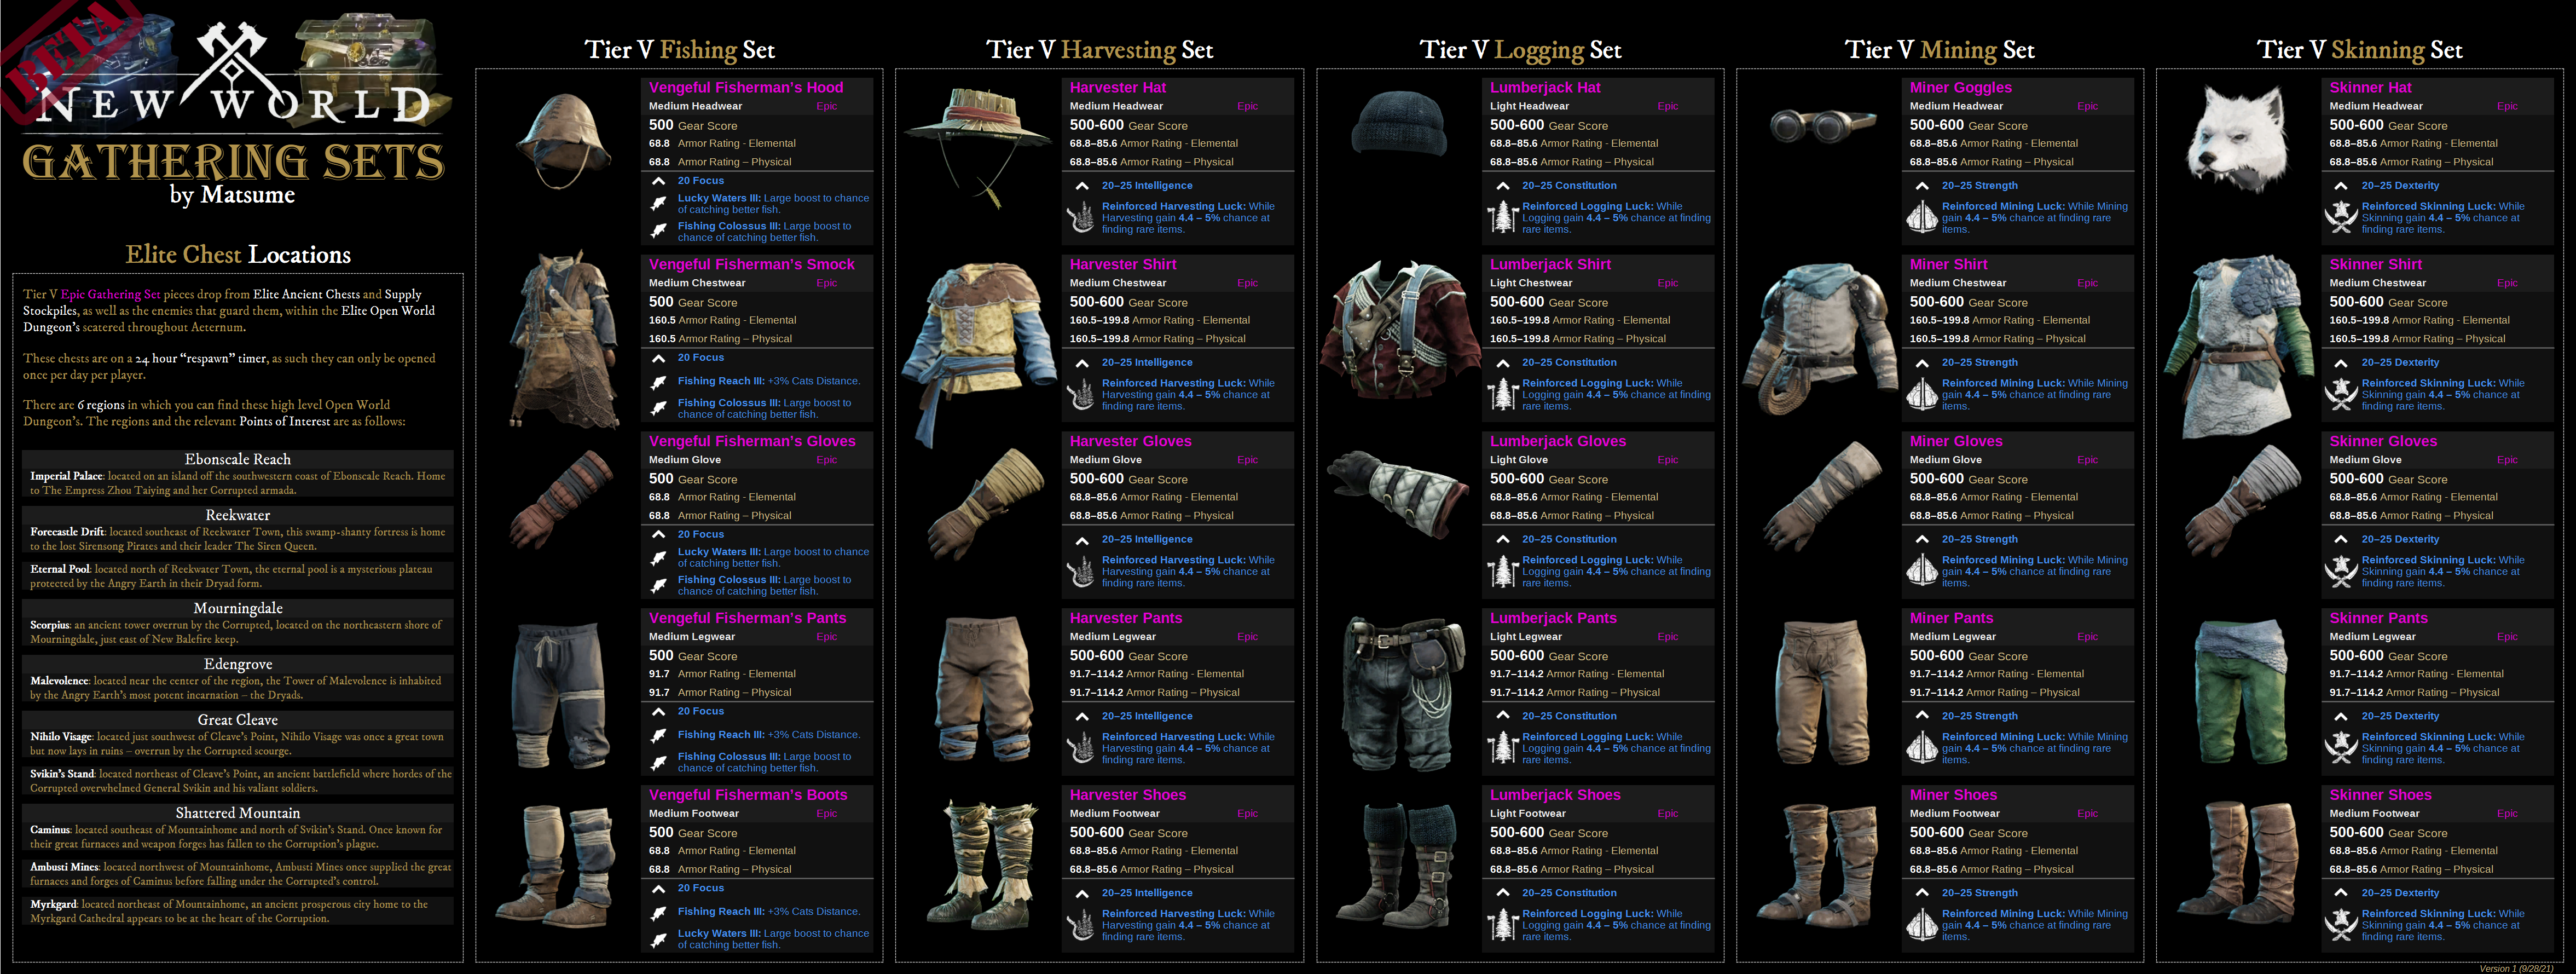 BETA
NEW WORLD
GATHERING SETS
by Matsume
Elite Chest Locations
Tier V Epic Gathering Set pieces drop from Elite Ancient Chests and Supply
Stockpiles, as well as the enemies that guard them, within the Elite Open World
Dungeon's scatered throughout Aeternum.
These chests are on a 24 hour “respawn” timer, as such they can only be opened
once per day per player.
There are 6 regions in which you can find these high level Open World
Dungeon's. The regions and the relevant Points of Interest are as follows:
Ebonscale Reach
Imperial Palace: located on an island off the southwestern coast of Ebonscale Reach. Home
to The Empress Zhou Taiying and her Corrupted armada.
Reekwater
Forecastle Drift: located southeast of Reekwater Town, this swamp-shanty fortress is home
to the lost Sirensong Pirates and their leader The Siren Queen.
Eternal Pool: located north of Reekwater Town, the eternal pool is a mysterious plateau
protected by the Angry Earth in their Dryad form.
Mourningdale
Scorpius: an ancient tower overrun by the Corrupted, located on the northeastern shore of
Mourningdale, just east of New Balefire keep.
Edengrove
Malevolence: located near the center of the region, the Tower of Malevolence is inhabited
by the Angry Earth's most potent incarnation – the Dryads.
Great Cleave
Nihilo Visage: located just southwest of Cleave's Point, Nihilo Visage was once a great town
but now lays in ruins – overrun by the Corrupted scourge.
Svikin's Stand: located northeast of Cleave's Point, an ancient battlefield where hordes of the
Corrupted overwhelmed General Svikin and his valiant soldiers.
Shattered Mountain
Caminus: located southeast of Mountainhome and north of Svikin's Stand. Once known for
their great furnaces and weapon forges has fallen to the Corruption's plague.
Ambusti Mines: located northwest of Mountainhome, Ambusti Mines once supplied the great
furnaces and forges of Caminus before falling under the Corrupted's control.
Myrkgard: located northeast of Mountainhome, an ancient prosperous city home to the
Myrkgard Cathedral appears to be at the heart of the Corruption.
Tier V Fishing Set
Vengeful Fisherman's Hood
Medium Headwear Epic
500 Gear Score
68.8 Armor Rating - Elemental
68.8 Armor Rating – Physical
20 Focus
Lucky Waters III: Large boost to chance
of catching better fish.
Fishing Colossus III: Large boost to
chance of catching better fish.
Vengeful Fisherman's Smock
Medium Chestwear Epic
500 Gear Score
160.5 Armor Rating - Elemental
160.5 Armor Rating – Physical
20 Focus
Fishing Reach III: +3% Cats Distance.
Fishing Colossus III: Large boost to
chance of catching better fish.
Vengeful Fisherman's Gloves
Medium Glove Epic
500 Gear Score
68.8 Armor Rating - Elemental
68.8 Armor Rating – Physical
20 Focus
Lucky Waters III: Large boost to chance
of catching better fish.
Fishing Colossus III: Large boost to
chance of catching better fish.
Vengeful Fisherman's Pants
Medium Legwear Epic
500 Gear Score
91.7 Armor Rating - Elemental
91.7 Armor Rating – Physical
20 Focus
Fishing Reach III: +3% Cats Distance.
Fishing Colossus III: Large boost to
chance of catching better fish.
Vengeful Fisherman's Boots
Medium Footwear Epic
500 Gear Score
68.8 Armor Rating - Elemental
68.8 Armor Rating – Physical
20 Focus
Fishing Reach III: +3% Cats Distance.
Lucky Waters III: Large boost to chance
of catching better fish.
Tier V Harvesting Set
Harvester Hat
Medium Headwear Epic
500-600 Gear Score
68.8–85.6 Armor Rating - Elemental
68.8–85.6 Armor Rating – Physical
20–25 Intelligence
Reinforced Harvesting Luck: While
Harvesting gain 4.4 – 5% chance at
finding rare items.
Harvester Shirt
Medium Chestwear Epic
500-600 Gear Score
160.5–199.8 Armor Rating - Elemental
160.5–199.8 Armor Rating – Physical
20–25 Intelligence
Reinforced Harvesting Luck: While
Harvesting gain 4.4 – 5% chance at
finding rare items.
Harvester Gloves
Medium Glove Epic
500-600 Gear Score
68.8–85.6 Armor Rating - Elemental
68.8–85.6 Armor Rating – Physical
20–25 Intelligence
Reinforced Harvesting Luck: While
Harvesting gain 4.4 – 5% chance at
finding rare items.
Harvester Pants
Medium Legwear Epic
500-600 Gear Score
91.7–114.2 Armor Rating - Elemental
91.7–114.2 Armor Rating – Physical
20–25 Intelligence
Reinforced Harvesting Luck: While
Harvesting gain 4.4 – 5% chance at
finding rare items.
Harvester Shoes
Medium Footwear Epic
500-600 Gear Score
68.8–85.6 Armor Rating - Elemental
68.8–85.6 Armor Rating – Physical
20–25 Intelligence
Reinforced Harvesting Luck: While
Harvesting gain 4.4 – 5% chance at
finding rare items.
Tier V Logging Set
Lumberjack Hat
Light Headwear Epic
500-600 Gear Score
68.8–85.6 Armor Rating - Elemental
68.8–85.6 Armor Rating – Physical
20–25 Constitution
Reinforced Logging Luck: While
Logging gain 4.4 – 5% chance at finding
rare items.
Lumberjack Shirt
Light Chestwear Epic
500-600 Gear Score
160.5–199.8 Armor Rating - Elemental
160.5–199.8 Armor Rating – Physical
20–25 Constitution
Reinforced Logging Luck: While
Logging gain 4.4 – 5% chance at finding
rare items.
Lumberjack Gloves
Light Glove Epic
500-600 Gear Score
68.8–85.6 Armor Rating - Elemental
68.8–85.6 Armor Rating – Physical
20–25 Constitution
Reinforced Logging Luck: While
Logging gain 4.4 – 5% chance at finding
rare items.
Lumberjack Pants
Light Legwear Epic
500-600 Gear Score
91.7–114.2 Armor Rating - Elemental
91.7–114.2 Armor Rating – Physical
20–25 Constitution
Reinforced Logging Luck: While
Logging gain 4.4 – 5% chance at finding
rare items.
Lumberjack Shoes
Light Footwear Epic
500-600 Gear Score
68.8–85.6 Armor Rating - Elemental
68.8–85.6 Armor Rating – Physical
20–25 Constitution
Reinforced Logging Luck: While
Logging gain 4.4 – 5% chance at finding
rare items.
Tier V Mining Set
Miner Goggles
Medium Headwear Epic
500-600 Gear Score
68.8–85.6 Armor Rating - Elemental
68.8–85.6 Armor Rating – Physical
20–25 Strength
Reinforced Mining Luck: While Mining
gain 4.4 – 5% chance at finding rare
items.
Miner Shirt
Medium Chestwear Epic
500-600 Gear Score
160.5–199.8 Armor Rating - Elemental
160.5–199.8 Armor Rating – Physical
20–25 Strength
Reinforced Mining Luck: While Mining
gain 4.4 – 5% chance at finding rare
items.
Miner Gloves
Medium Glove Epic
500-600 Gear Score
68.8–85.6 Armor Rating - Elemental
68.8–85.6 Armor Rating – Physical
20–25 Strength
Reinforced Mining Luck: While Mining
gain 4.4 – 5% chance at finding rare
items.
Miner Pants
Medium Legwear Epic
500-600 Gear Score
91.7–114.2 Armor Rating - Elemental
91.7–114.2 Armor Rating – Physical
20–25 Strength
Reinforced Mining Luck: While Mining
gain 4.4 – 5% chance at finding rare
items.
Miner Shoes
Medium Footwear Epic
500-600 Gear Score
68.8–85.6 Armor Rating - Elemental
68.8–85.6 Armor Rating – Physical
20–25 Strength
Reinforced Mining Luck: While Mining
gain 4.4 – 5% chance at finding rare
items.
Tier V Skinning Set
Skinner Hat
Medium Headwear Epic
500-600 Gear Score
68.8–85.6 Armor Rating - Elemental
68.8–85.6 Armor Rating – Physical
20–25 Dexterity
Reinforced Skinning Luck: While
Skinning gain 4.4 – 5% chance at
finding rare items.
Skinner Shirt
Medium Chestwear Epic
500-600 Gear Score
160.5–199.8 Armor Rating - Elemental
160.5–199.8 Armor Rating – Physical
20–25 Dexterity
Reinforced Skinning Luck: While
Skinning gain 4.4 – 5% chance at
finding rare items.
Skinner Gloves
Medium Glove Epic
500-600 Gear Score
68.8–85.6 Armor Rating - Elemental
68.8–85.6 Armor Rating – Physical
20–25 Dexterity
Reinforced Skinning Luck: While
Skinning gain 4.4 – 5% chance at
finding rare items.
Skinner Pants
Medium Legwear Epic
500-600 Gear Score
91.7–114.2 Armor Rating - Elemental
91.7–114.2 Armor Rating – Physical
20–25 Dexterity
Reinforced Skinning Luck: While
Skinning gain 4.4 – 5% chance at
finding rare items.
Skinner Shoes
Medium Footwear Epic
500-600 Gear Score
68.8–85.6 Armor Rating - Elemental
68.8–85.6 Armor Rating – Physical
20–25 Dexterity
Reinforced Skinning Luck: While
Skinning gain 4.4 – 5% chance at
finding rare items.
Version 1 (9/28/21)